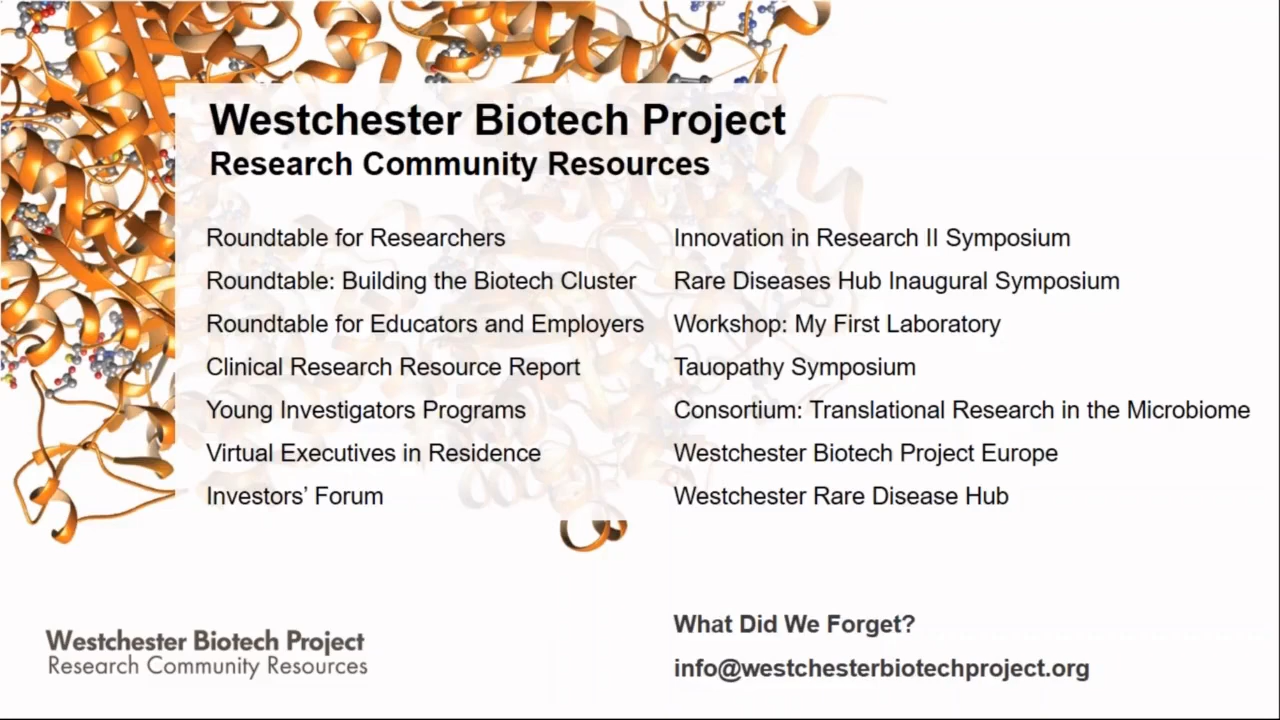 Westchester Biotech Project
Research Community Resources
Roundtable for Researchers
Roundtable: Building the Biotech Cluster
Roundtable for Educators and Employers
Clinical Research Resource Report
Young Investigators Programs
Virtual Executives in Residence
Investors’ Forum
Innovation in Research II Symposium
Rare Diseases Hub Inaugural Symposium
Workshop: My First Laboratory
Tauopathy Symposium
Consortium: Translational Research in the Microbiome
Westchester Biotech Project Europe
Westchester Rare Disease Hub
Westchester Biotech Project
Research Community Resources
What Did We Forget?
info@westchesterbiotechproject.org